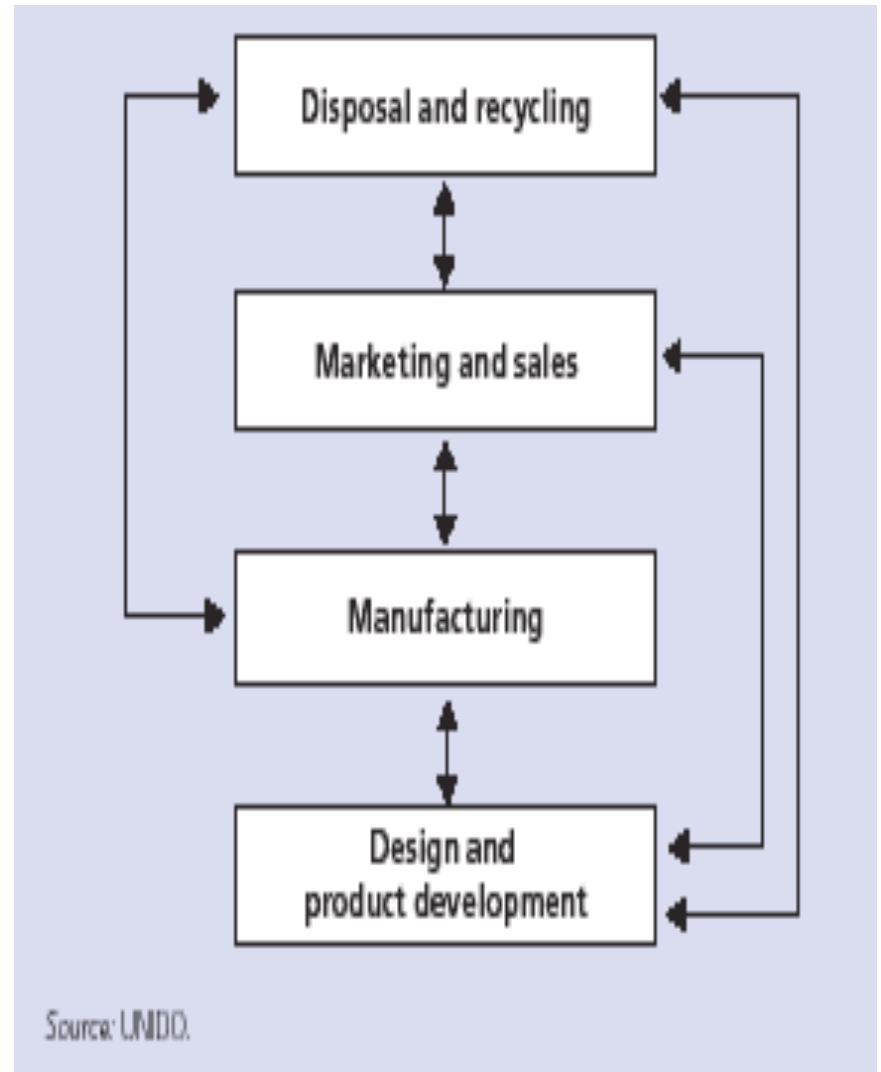 Disposal and recycling
Marketing and sales
Manufacturing
Design and
product development
Source: UNIDO.